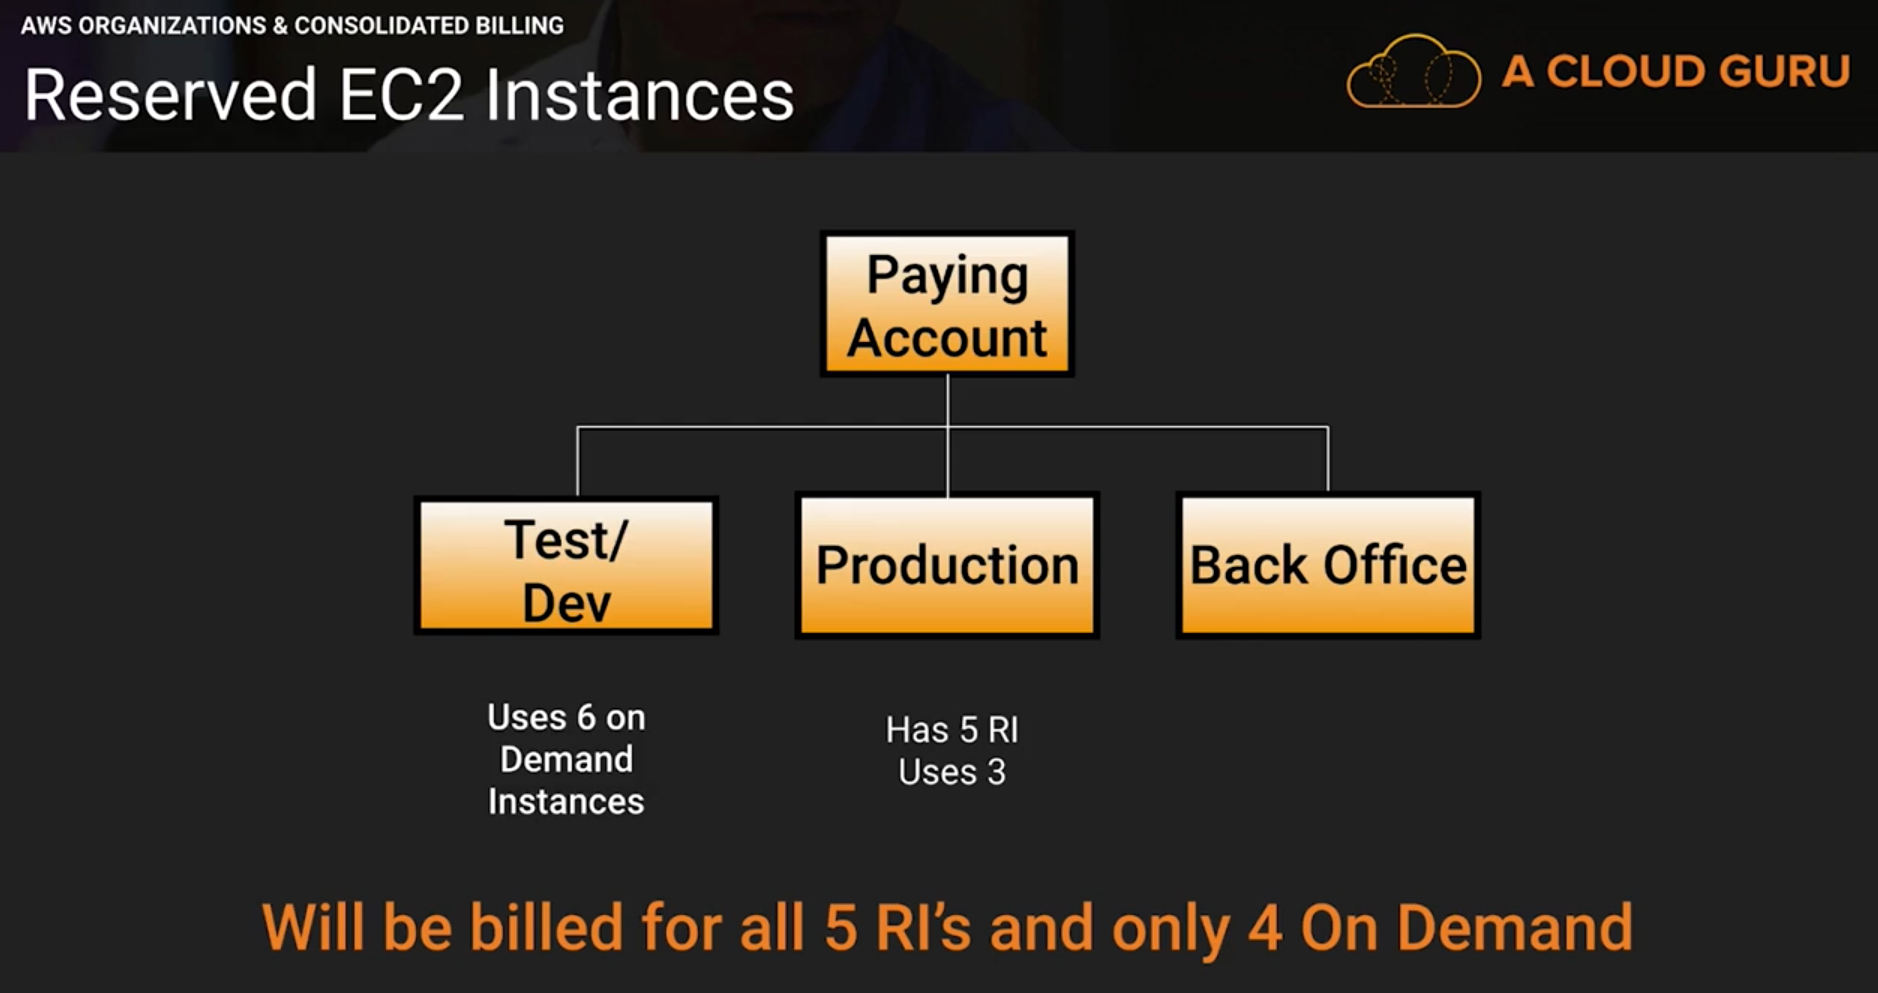 AWS ORGANIZATIONS & CONSOLIDATED BILLING
Reserved EC2 Instances
A CLOUD GURU
Paying
Account
Test/
Dev
Production
Back Office
Uses 6 on
Demand
Instances
Has 5 RI
Uses 3
Will be billed for all 5 RI’s and only 4 On Demand